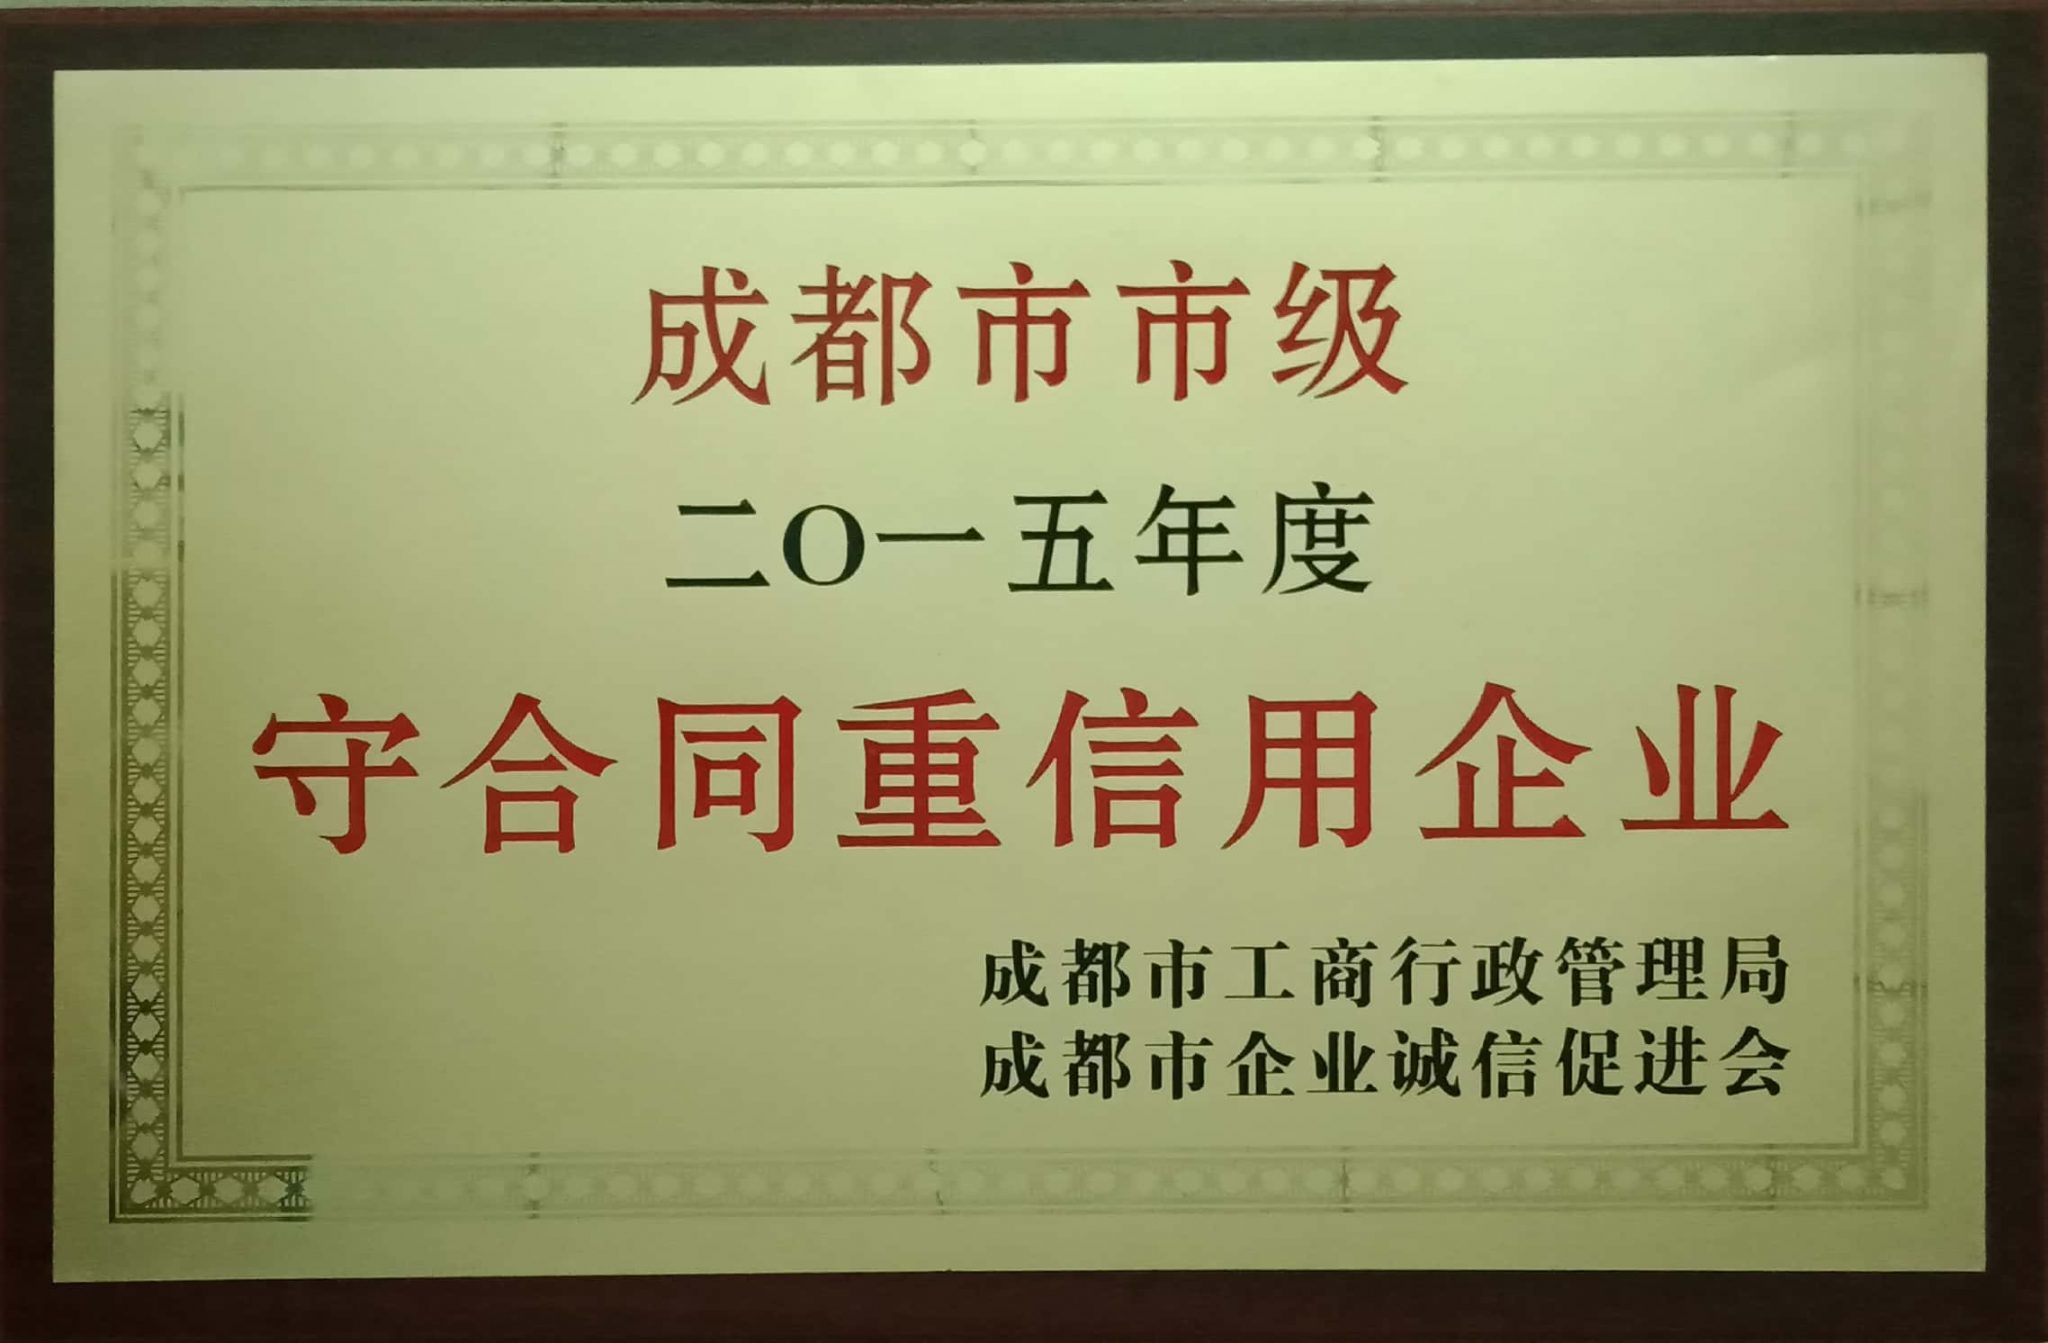 成都市市级
二O一五年度
守合同重信用企业
成都市工商行政管理局
成都市企业诚信促进会